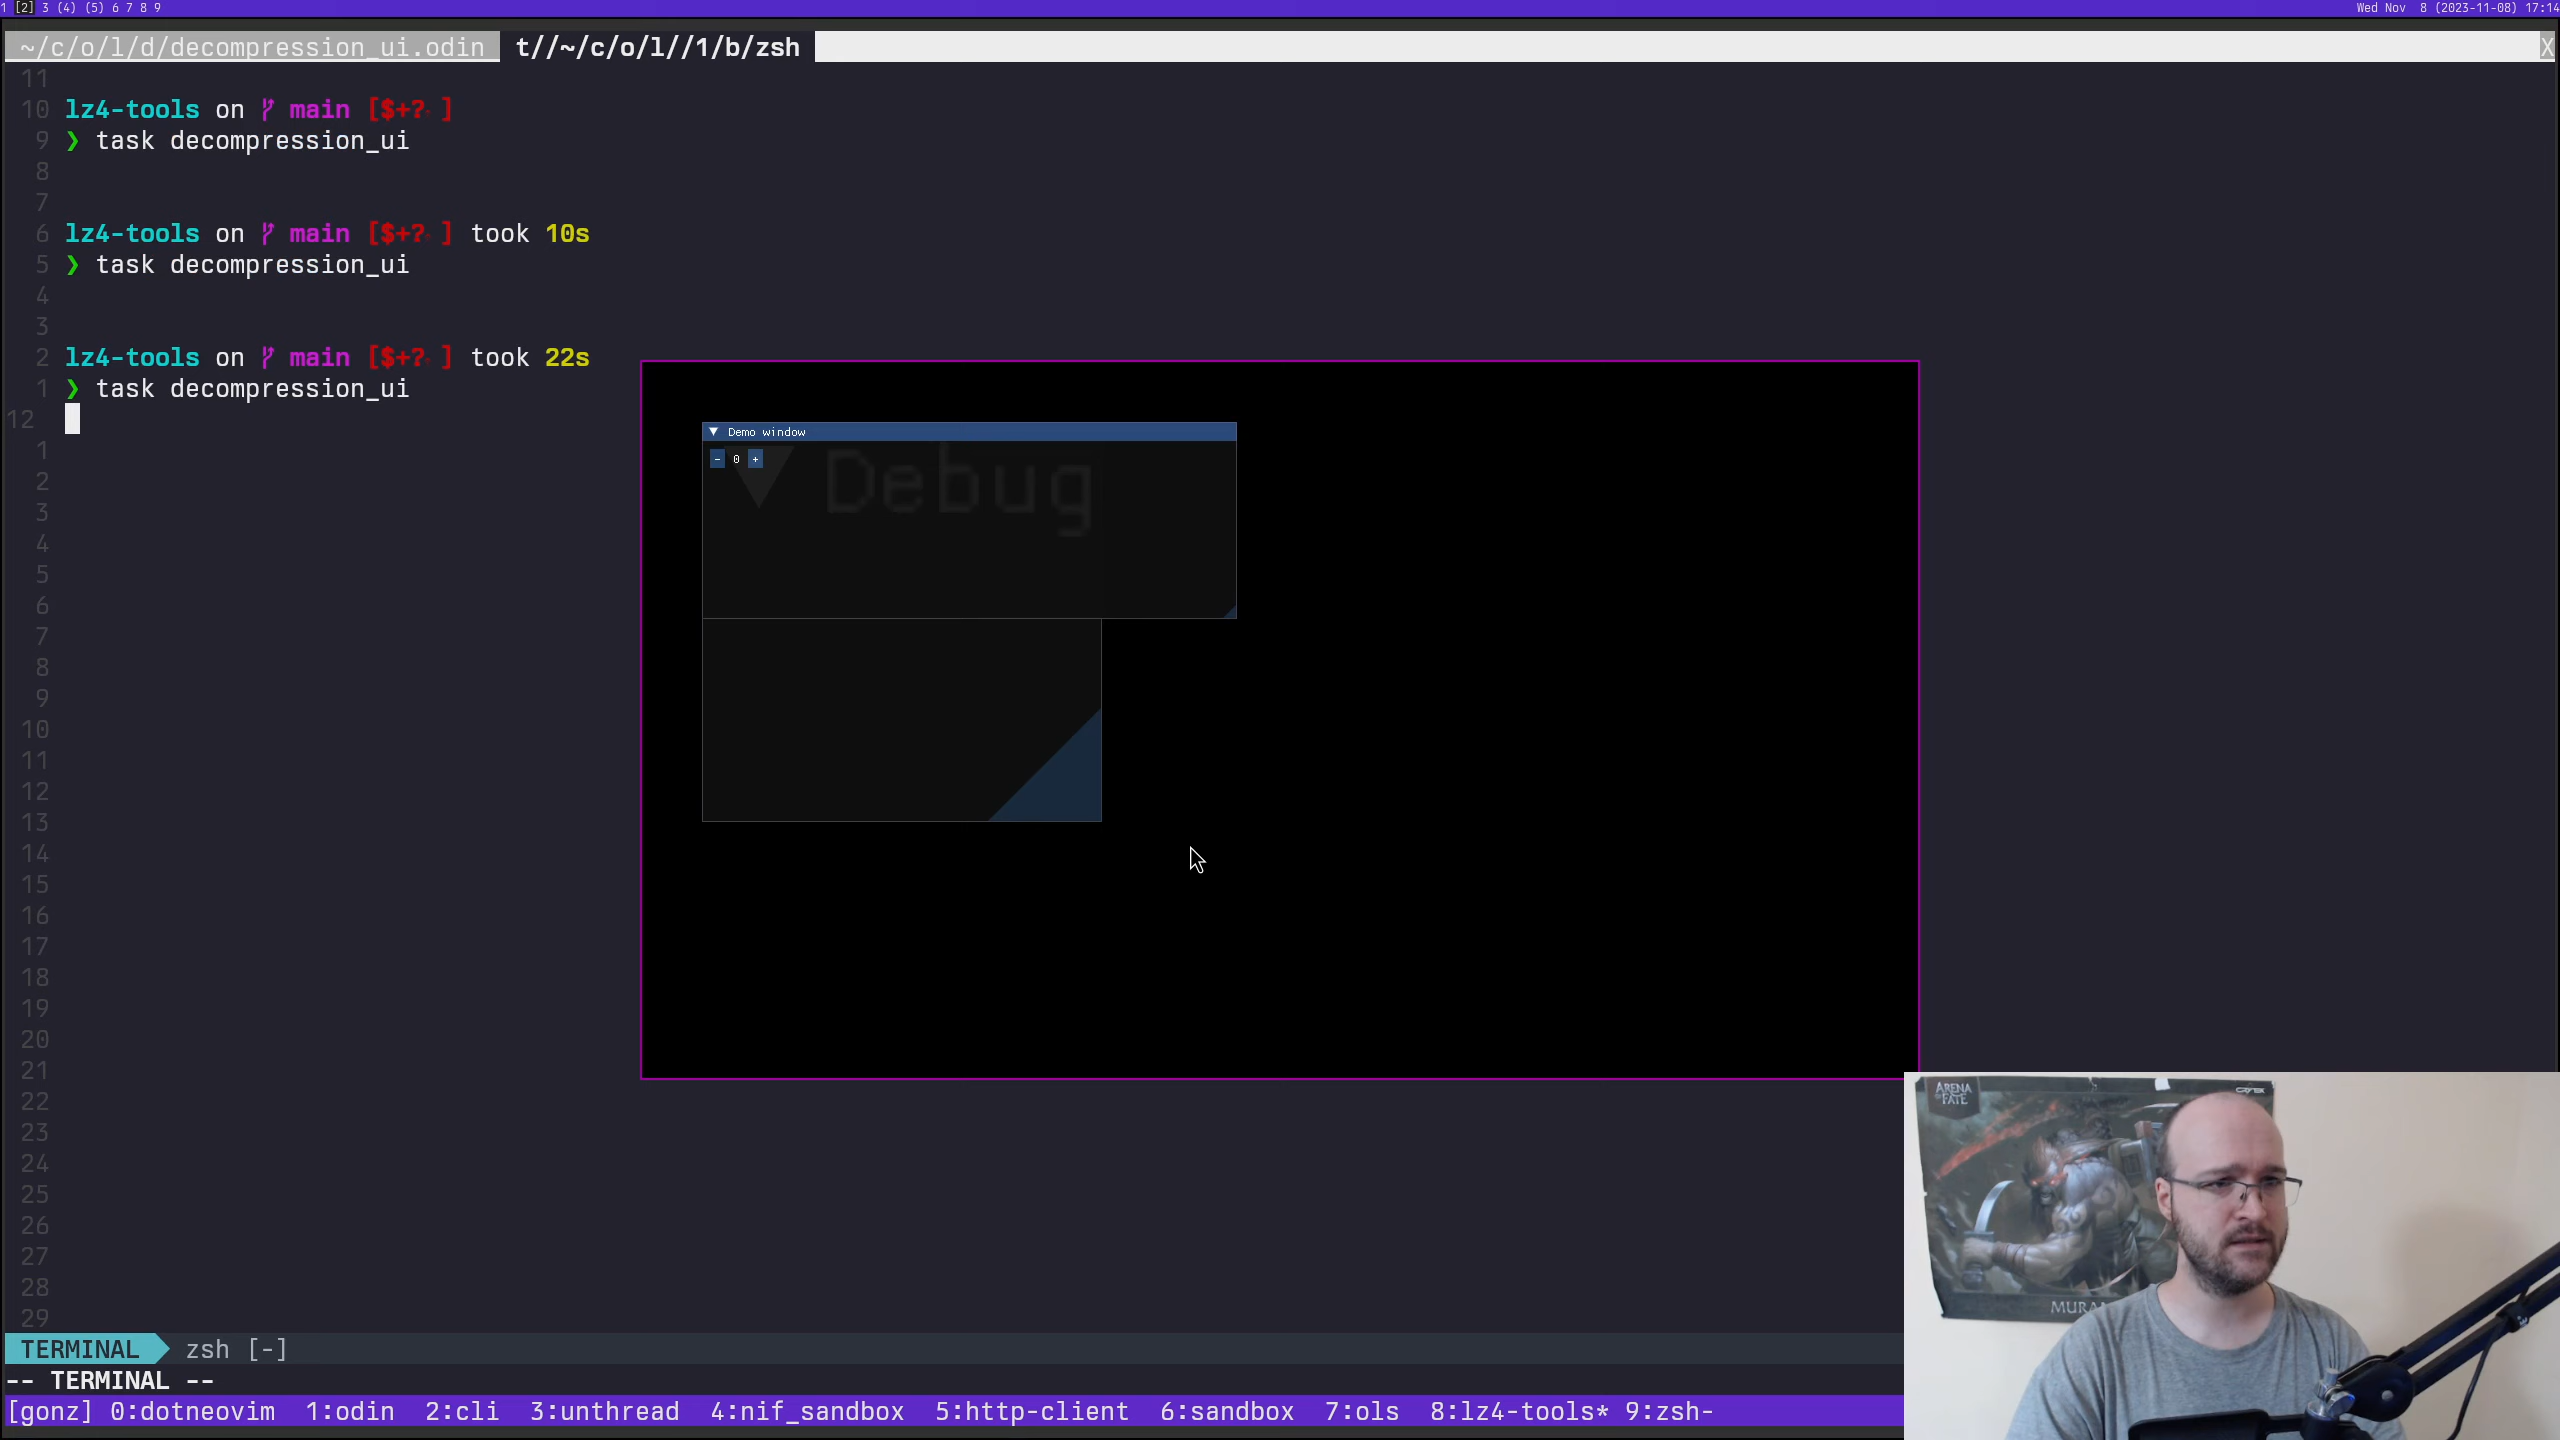 1 [2] 3 (4) (5) 6 7 8 9
Wed Nov 8 (2023-11-08) 17:14
~/c/o/l/d/decompression_ui.odin t//~/c/o/l//1/b/zsh X
11
10 lz4-tools on main [$+? ]
9 ❯ task decompression_ui
8
7
6 lz4-tools on main [$+? ] took 10s
5 ❯ task decompression_ui
4
3
2 lz4-tools on main [$+? ] took 22s
1 ❯ task decompression_ui
12
1
2
3
4
5
6
7
8
9
10
11
12
13
14
15
16
17
18
19
20
21
22
23
24
25
26
27
28
29
▼ Demo window
- 0 +
▼ Debug
ARENA
FATE
TERMINAL zsh [-]
-- TERMINAL --
[gonz] 0:dotneovim 1:odin 2:cli 3:unthread 4:nif_sandbox 5:http-client 6:sandbox 7:ols 8:lz4-tools* 9:zsh-